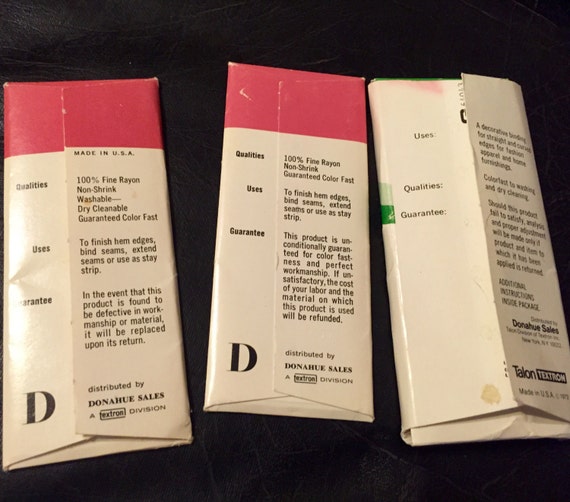 MADE IN U.S.A.
Qualities
100% Fine Rayon
Non-Shrink
Washable—
Dry Cleanable
Guaranteed Color Fast
Uses
To finish hem edges,
bind seams, extend
seams or use as stay
strip.
arantee
In the event that this
product is found to
be defective in work-
manship or material,
it will be replaced
upon its return.
D
distributed by
DONAHUE SALES
A textron DIVISION
Qualities
100% Fine Rayon
Non-Shrink
Guaranteed Color Fast
Uses
To finish hem edges,
bind seams, extend
seams or use as stay
strip.
Guarantee
This product is un-
conditionally guaran-
teed for color fast-
ness and perfect
workmanship. If un-
satisfactory, the cost
of your labor and the
material on which
this product is used
will be refunded.
D
distributed by
DONAHUE SALES
A textron DIVISION
Uses:
A decorative binding
for straight and curved
edges for fashion
apparel and home
furnishings.
Qualities:
Colorfast to washing
and dry cleaning.
Guarantee:
Should this product
fail to satisfy, analysis
and proper adjustment
will be made only if
product and item to
which it has been
applied is returned.
ADDITIONAL
INSTRUCTIONS
INSIDE PACKAGE.
Distributed by
Donahue Sales
Talon Division of Textron Inc.
New York, N.Y.
Talon TEXTRON
Made in U.S.A.